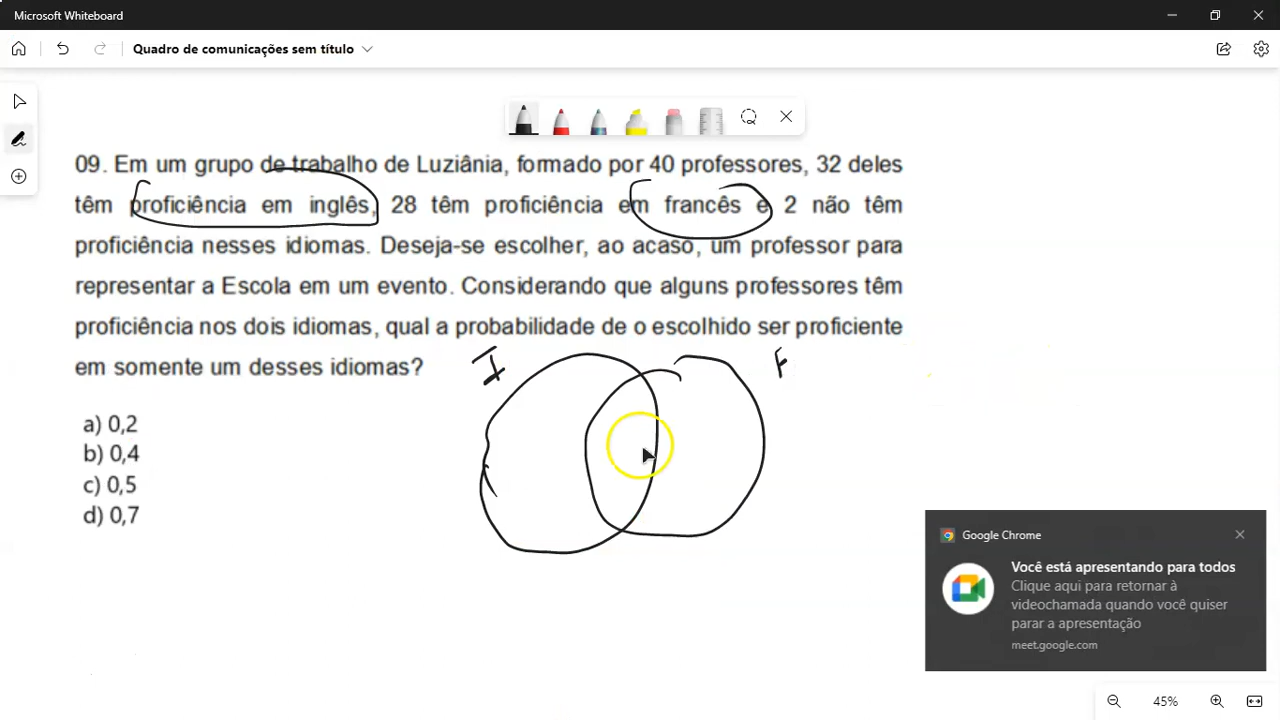 Microsoft Whiteboard
Quadro de comunicações sem título
09. Em um grupo de trabalho de Luziânia, formado por 40 professores, 32 deles
têm proficiência em inglês, 28 têm proficiência em francês e 2 não têm
proficiência nesses idiomas. Deseja-se escolher, ao acaso, um professor para
representar a Escola em um evento. Considerando que alguns professores têm
proficiência nos dois idiomas, qual a probabilidade de o escolhido ser proficiente
em somente um desses idiomas?
I
F
a) 0,2
b) 0,4
c) 0,5
d) 0,7
Google Chrome
Você está apresentando para todos
Clique aqui para retornar à
videochamada quando você quiser
parar a apresentação
meet.google.com
45%